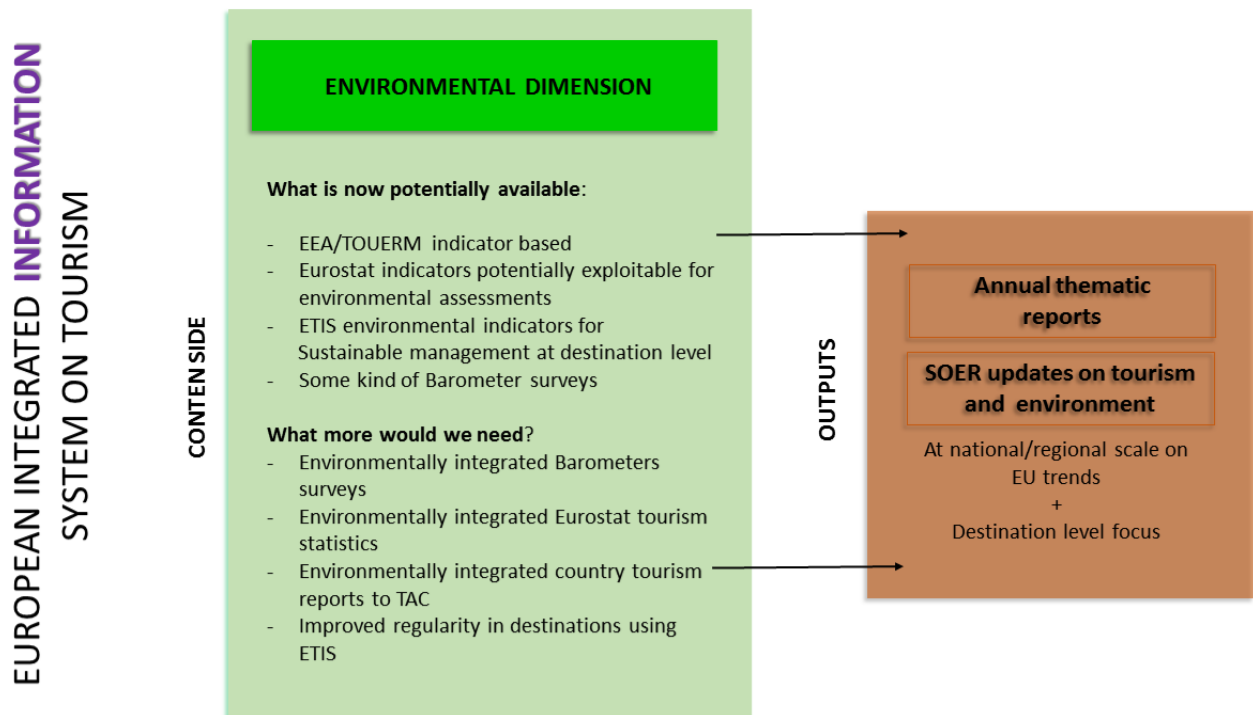 EUROPEAN INTEGRATED INFORMATION
SYSTEM ON TOURISM
CONTEN SIDE
ENVIRONMENTAL DIMENSION
What is now potentially available:
- EEA/TOUERM indicator based
- Eurostat indicators potentially exploitable for
environmental assessments
- ETIS environmental indicators for
Sustainable management at destination level
- Some kind of Barometer surveys
What more would we need?
- Environmentally integrated Barometers
surveys
- Environmentally integrated Eurostat tourism
statistics
- Environmentally integrated country tourism
reports to TAC
- Improved regularity in destinations using
ETIS
OUTPUTS
Annual thematic
reports
SOER updates on tourism
and environment
At national/regional scale on
EU trends
+
Destination level focus